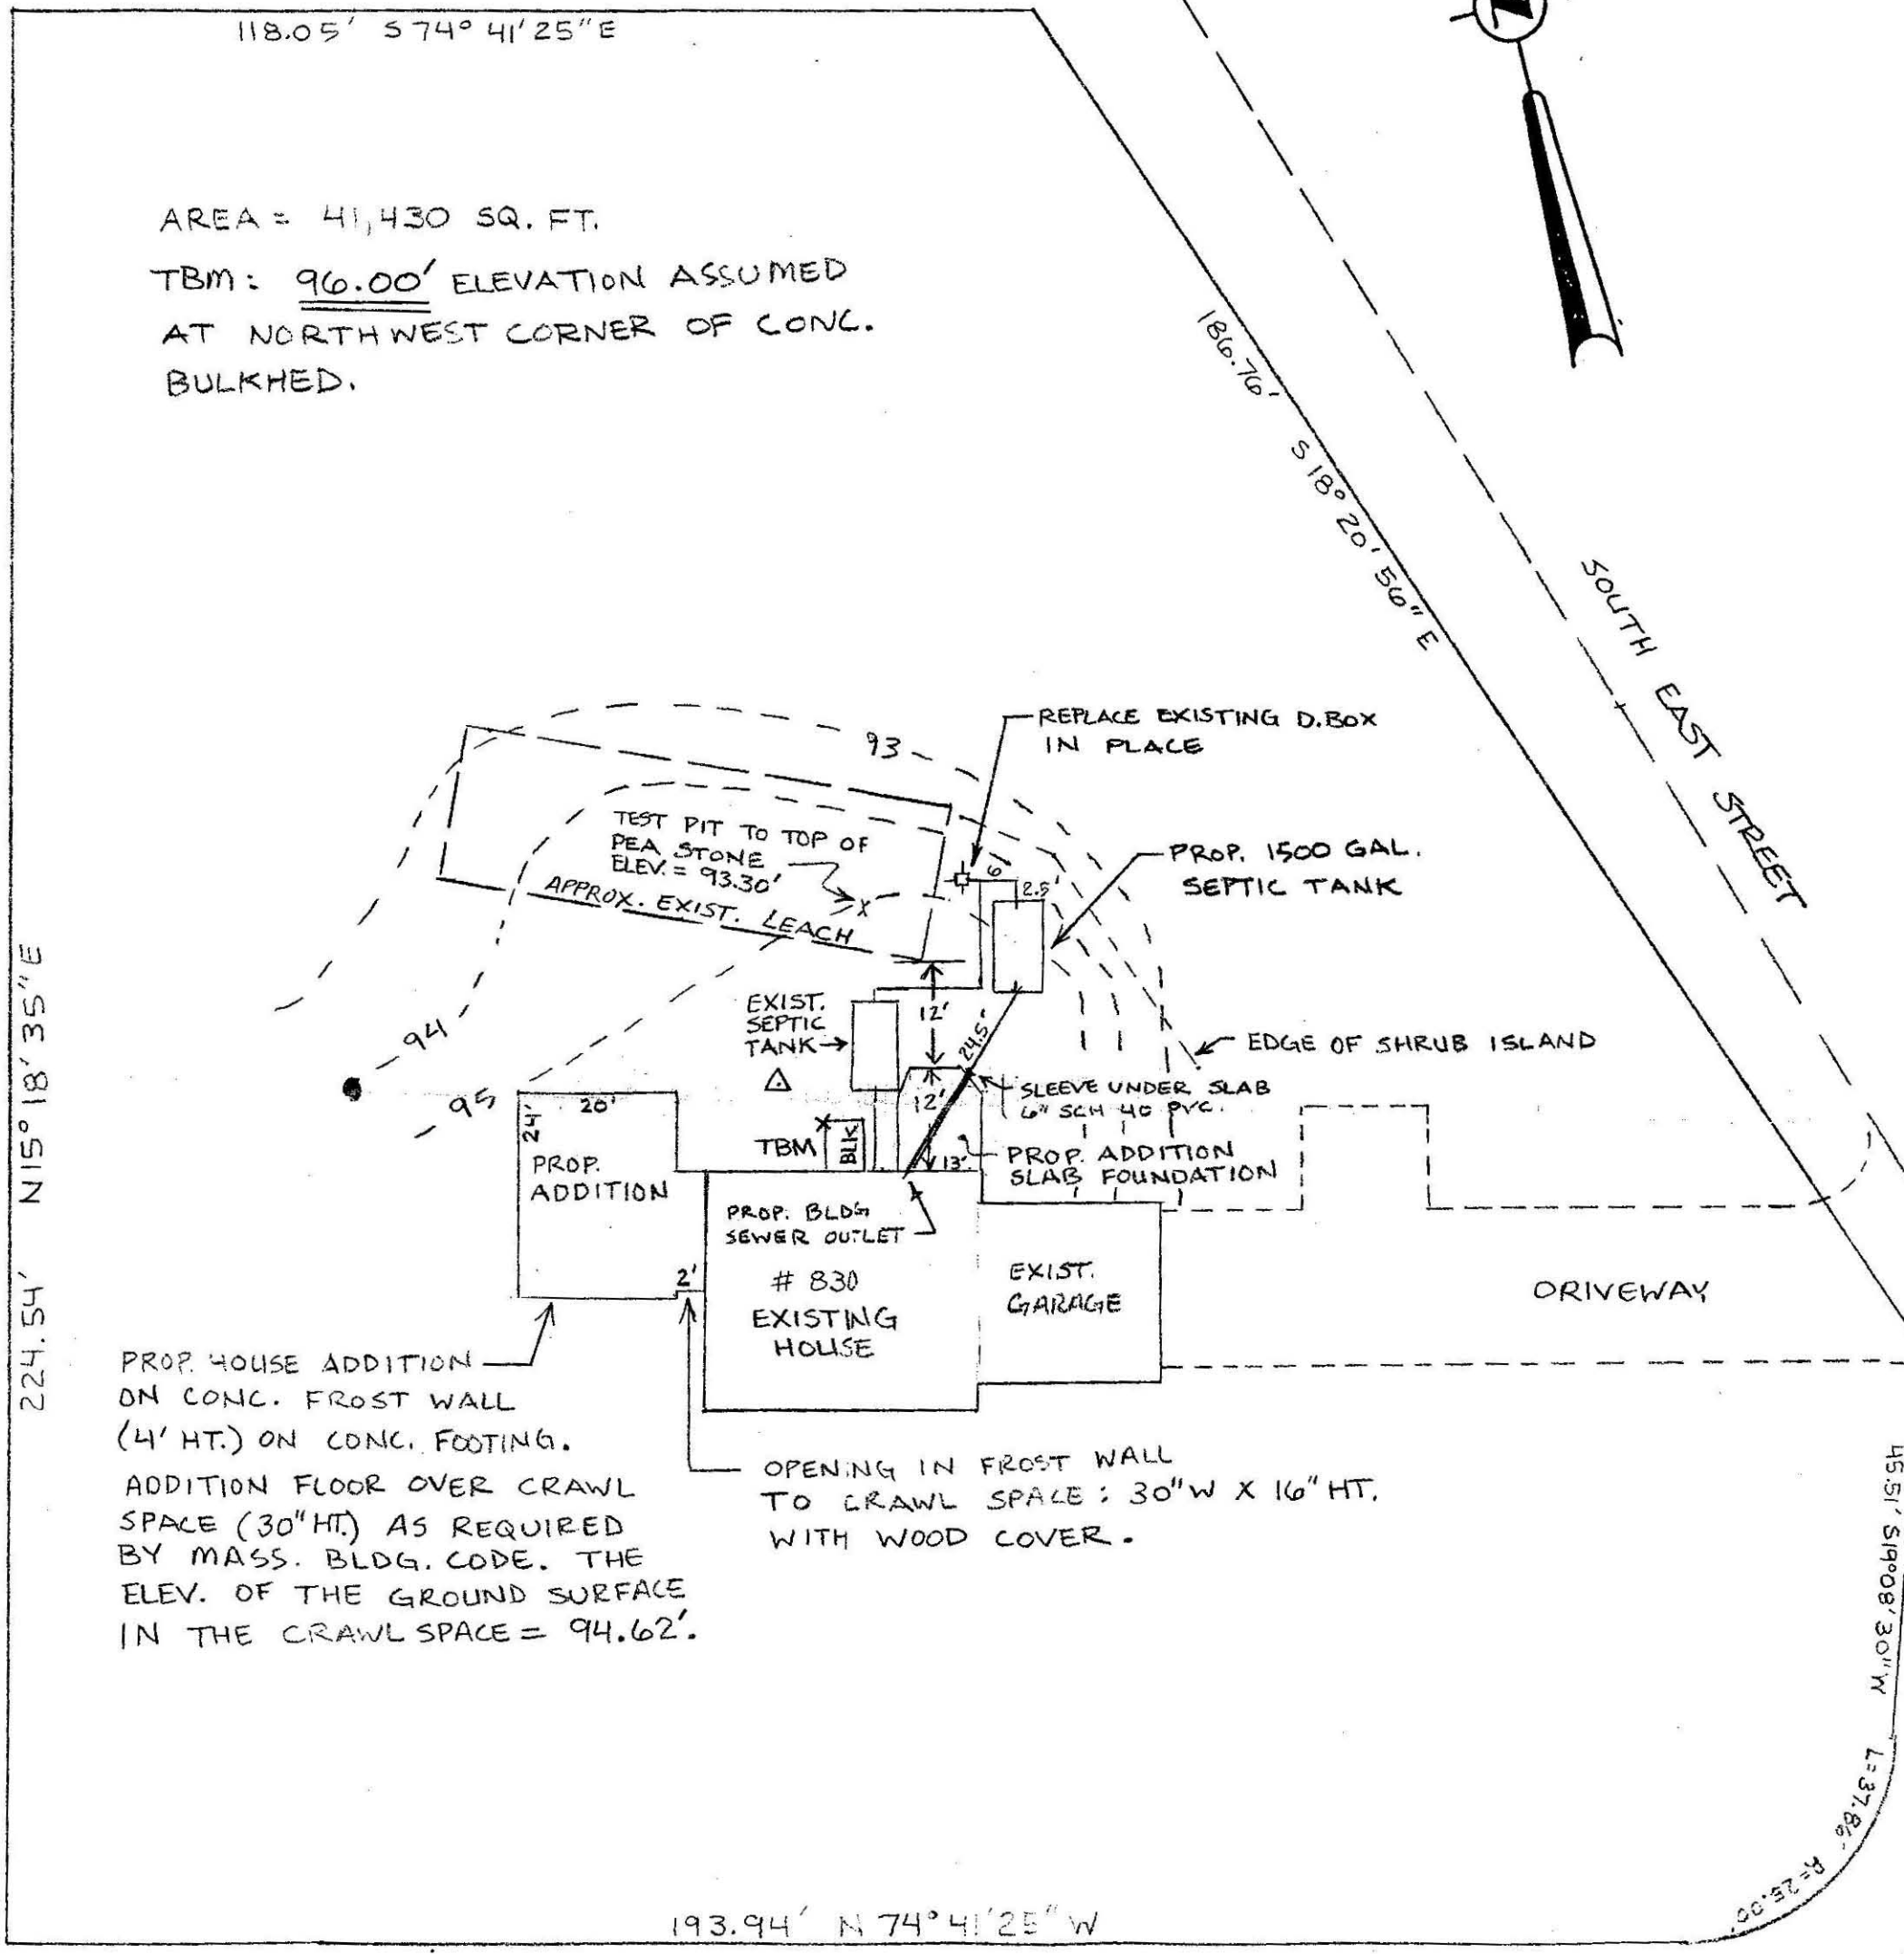 118.05' S 74° 41' 25" E
N
AREA = 41,430 SQ. FT.
TBM: 96.00' ELEVATION ASSUMED
AT NORTHWEST CORNER OF CONC.
BULKHED.
186.76' S 18° 20' 56" E
SOUTH EAST STREET
REPLACE EXISTING D.BOX
IN PLACE
93
TEST PIT TO TOP OF
PEA STONE
ELEV. = 93.30'
X
APPROX. EXIST. LEACH
6'
2.5'
PROP. 1500 GAL.
SEPTIC TANK
EXIST.
SEPTIC
TANK
12'
24.5'
94
95
EDGE OF SHRUB ISLAND
SLEEVE UNDER SLAB
6" SCH 40 PVC.
12'
13'
PROP. ADDITION
SLAB FOUNDATION
20'
24'
PROP.
ADDITION
X
TBM
BLK
PROP. BLDG
SEWER OUTLET
# 830
EXISTING
HOUSE
2'
EXIST.
GARAGE
DRIVEWAY
224.54' N15° 18' 35" E
PROP. HOUSE ADDITION
ON CONC. FROST WALL
(4' HT.) ON CONC. FOOTING.
ADDITION FLOOR OVER CRAWL
SPACE (30" HT.) AS REQUIRED
BY MASS. BLDG. CODE. THE
ELEV. OF THE GROUND SURFACE
IN THE CRAWL SPACE = 94.62'.
OPENING IN FROST WALL
TO CRAWL SPACE: 30" W X 16" HT.
WITH WOOD COVER.
45.51' S19°08'30" W
L=37.86' R=25.00'
193.94' N 74° 41' 25" W